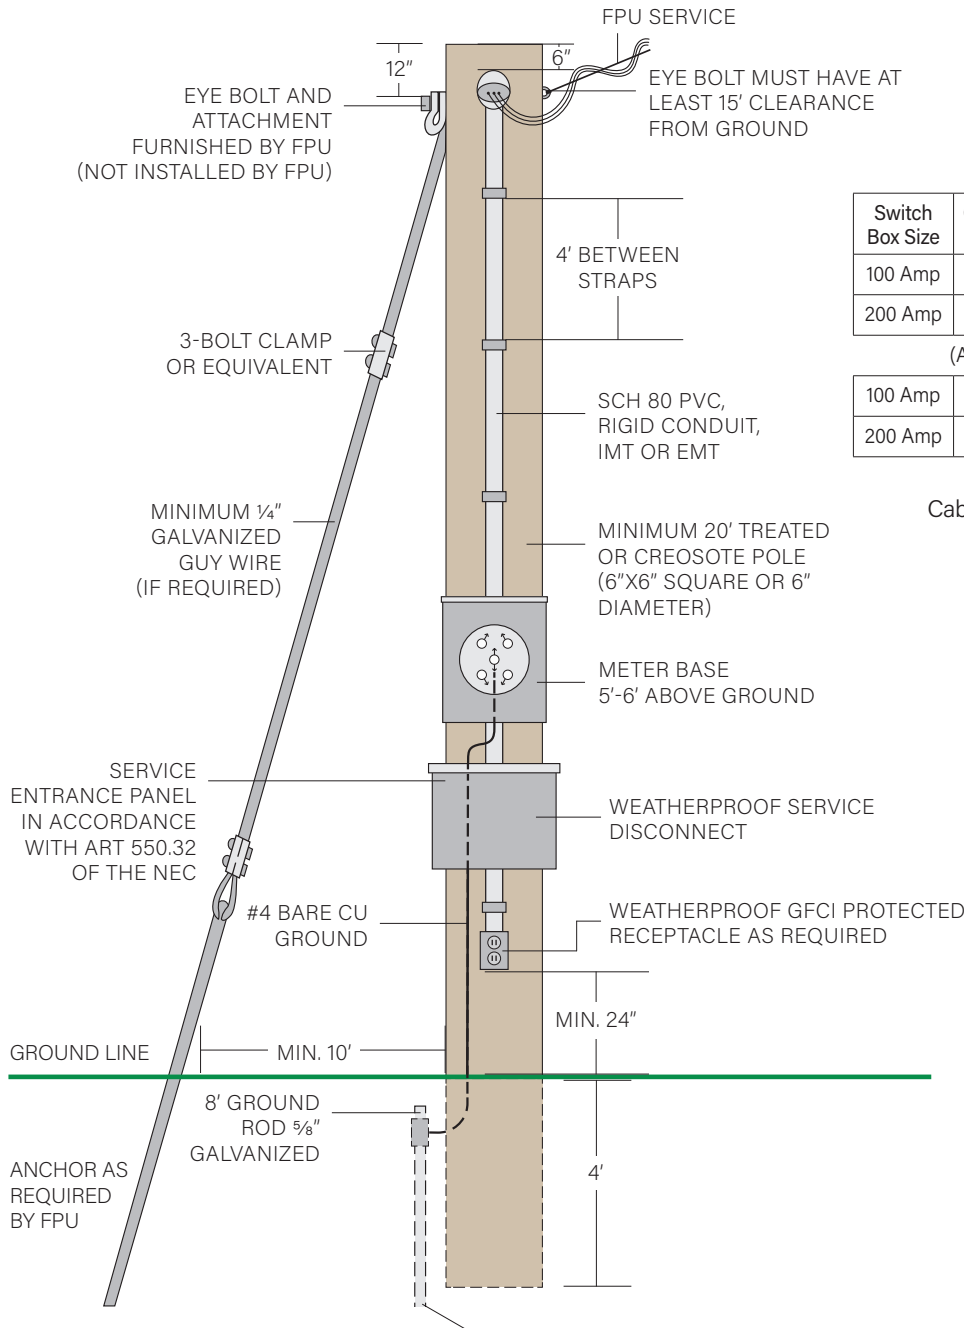 FPU SERVICE
12"
6"
EYE BOLT AND
ATTACHMENT
FURNISHED BY FPU
(NOT INSTALLED BY FPU)
EYE BOLT MUST HAVE AT
LEAST 15' CLEARANCE
FROM GROUND
Switch
Box Size
100 Amp
200 Amp
(A
100 Amp
200 Amp
Cab
4' BETWEEN
STRAPS
3-BOLT CLAMP
OR EQUIVALENT
SCH 80 PVC,
RIGID CONDUIT,
IMT OR EMT
MINIMUM ¼"
GALVANIZED
GUY WIRE
(IF REQUIRED)
MINIMUM 20' TREATED
OR CREOSOTE POLE
(6"X6" SQUARE OR 6"
DIAMETER)
METER BASE
5'-6' ABOVE GROUND
SERVICE
ENTRANCE PANEL
IN ACCORDANCE
WITH ART 550.32
OF THE NEC
WEATHERPROOF SERVICE
DISCONNECT
#4 BARE CU
GROUND
WEATHERPROOF GFCI PROTECTED
RECEPTACLE AS REQUIRED
MIN. 24"
GROUND LINE
MIN. 10'
8' GROUND
ROD ⅝"
GALVANIZED
ANCHOR AS
REQUIRED
BY FPU
4'